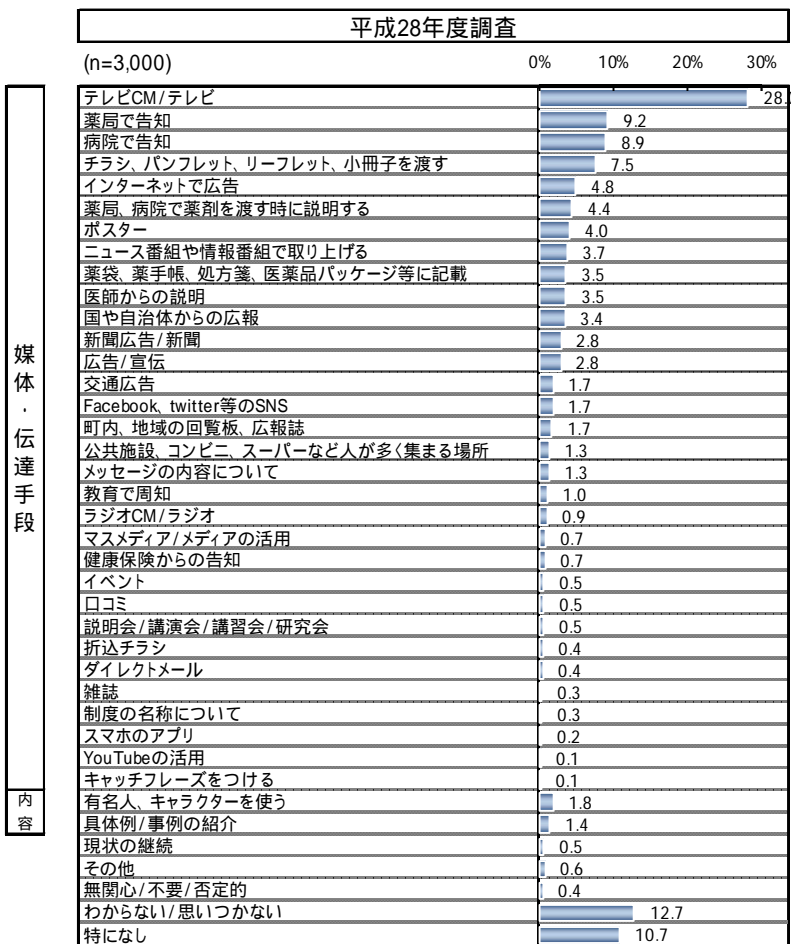 平成28年度調査
(n=3,000)
0% 10% 20% 30%
媒体・伝達手段
テレビCM/テレビ 28.
薬局で告知 9.2
病院で告知 8.9
チラシ、パンフレット、リーフレット、小冊子を渡す 7.5
インターネットで広告 4.8
薬局、病院で薬剤を渡す時に説明する 4.4
ポスター 4.0
ニュース番組や情報番組で取り上げる 3.7
薬袋、薬手帳、処方箋、医薬品パッケージ等に記載 3.5
医師からの説明 3.5
国や自治体からの広報 3.4
新聞広告/新聞 2.8
広告/宣伝 2.8
交通広告 1.7
Facebook、twitter等のSNS 1.7
町内、地域の回覧板、広報誌 1.7
公共施設、コンビニ、スーパーなど人が多く集まる場所 1.3
メッセージの内容について 1.3
教育で周知 1.0
ラジオCM/ラジオ 0.9
マスメディア/メディアの活用 0.7
健康保険からの告知 0.7
イベント 0.5
口コミ 0.5
説明会/講演会/講習会/研究会 0.5
折込チラシ 0.4
ダイレクトメール 0.4
雑誌 0.3
制度の名称について 0.3
スマホのアプリ 0.2
YouTubeの活用 0.1
キャッチフレーズをつける 0.1
内容
有名人、キャラクターを使う 1.8
具体例/事例の紹介 1.4
現状の継続 0.5
その他 0.6
無関心/不要/否定的 0.4
わからない/思いつかない 12.7
特になし 10.7